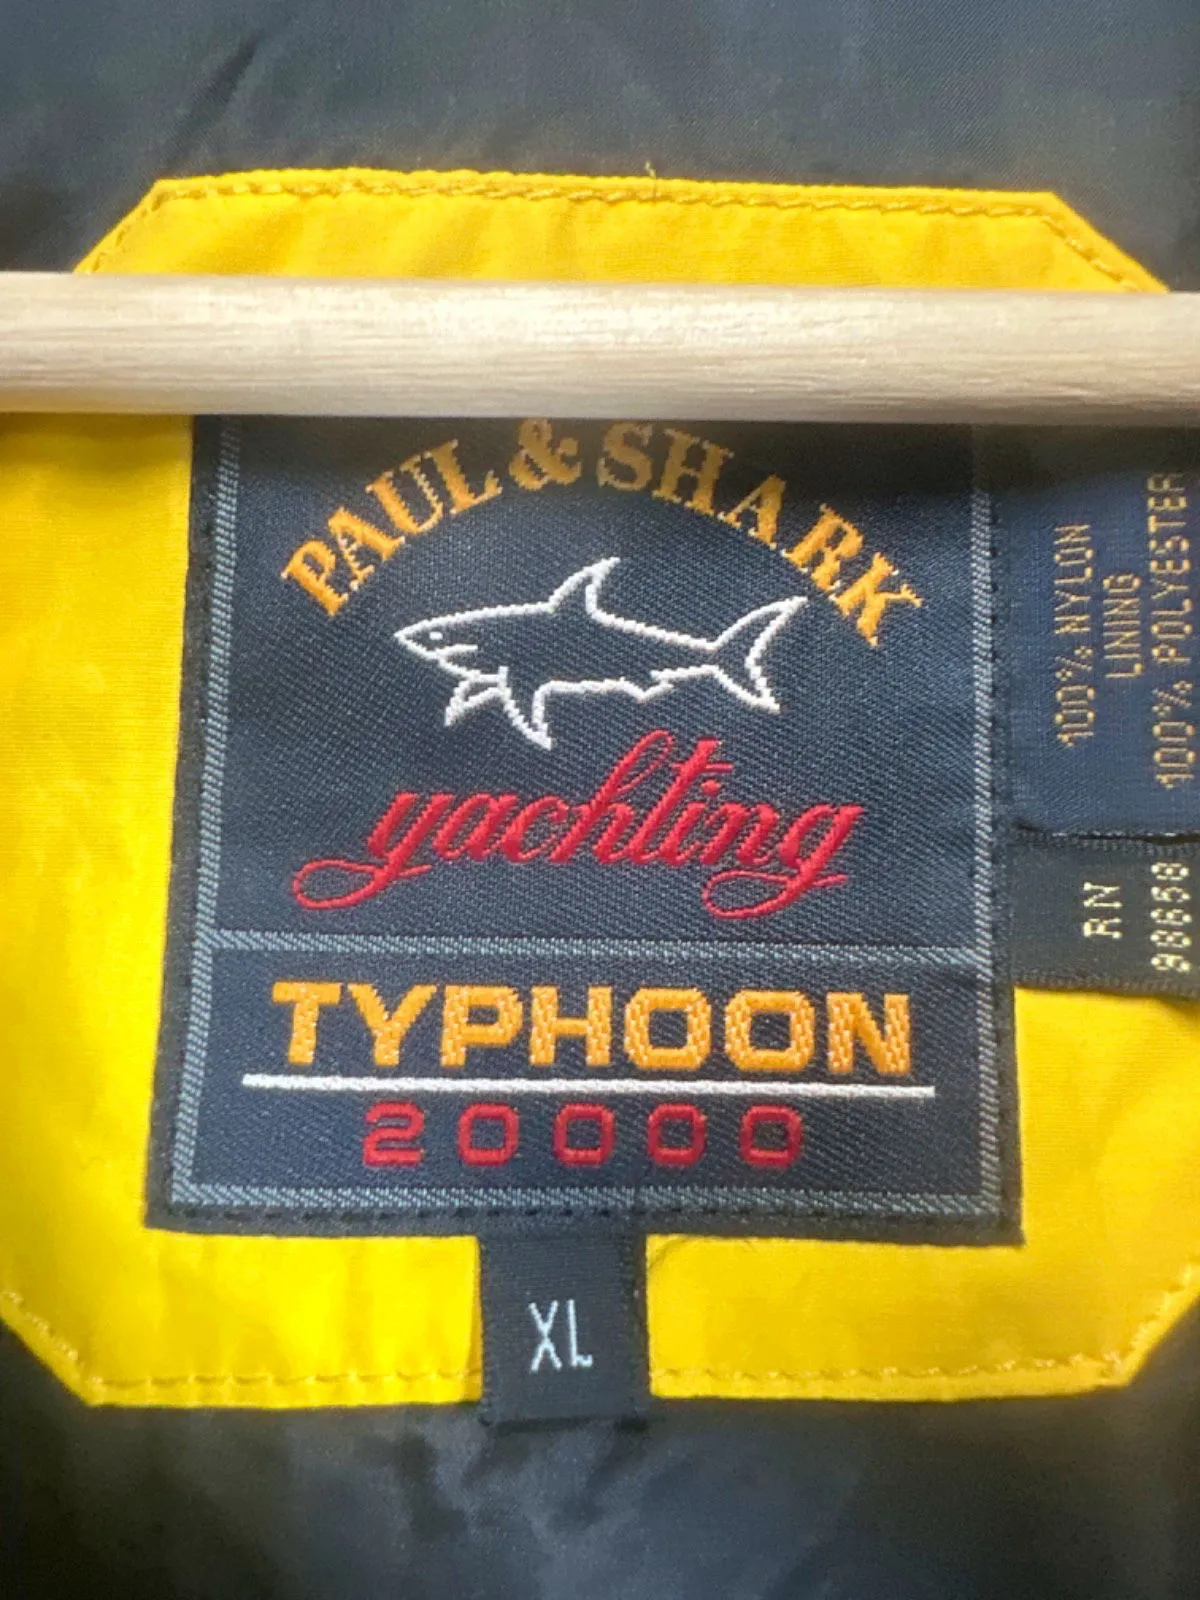 PAUL & SHARK
yachting
TYPHOON
20000
XL
100% NYLON
LINING
100% POLYESTER
RN
98658